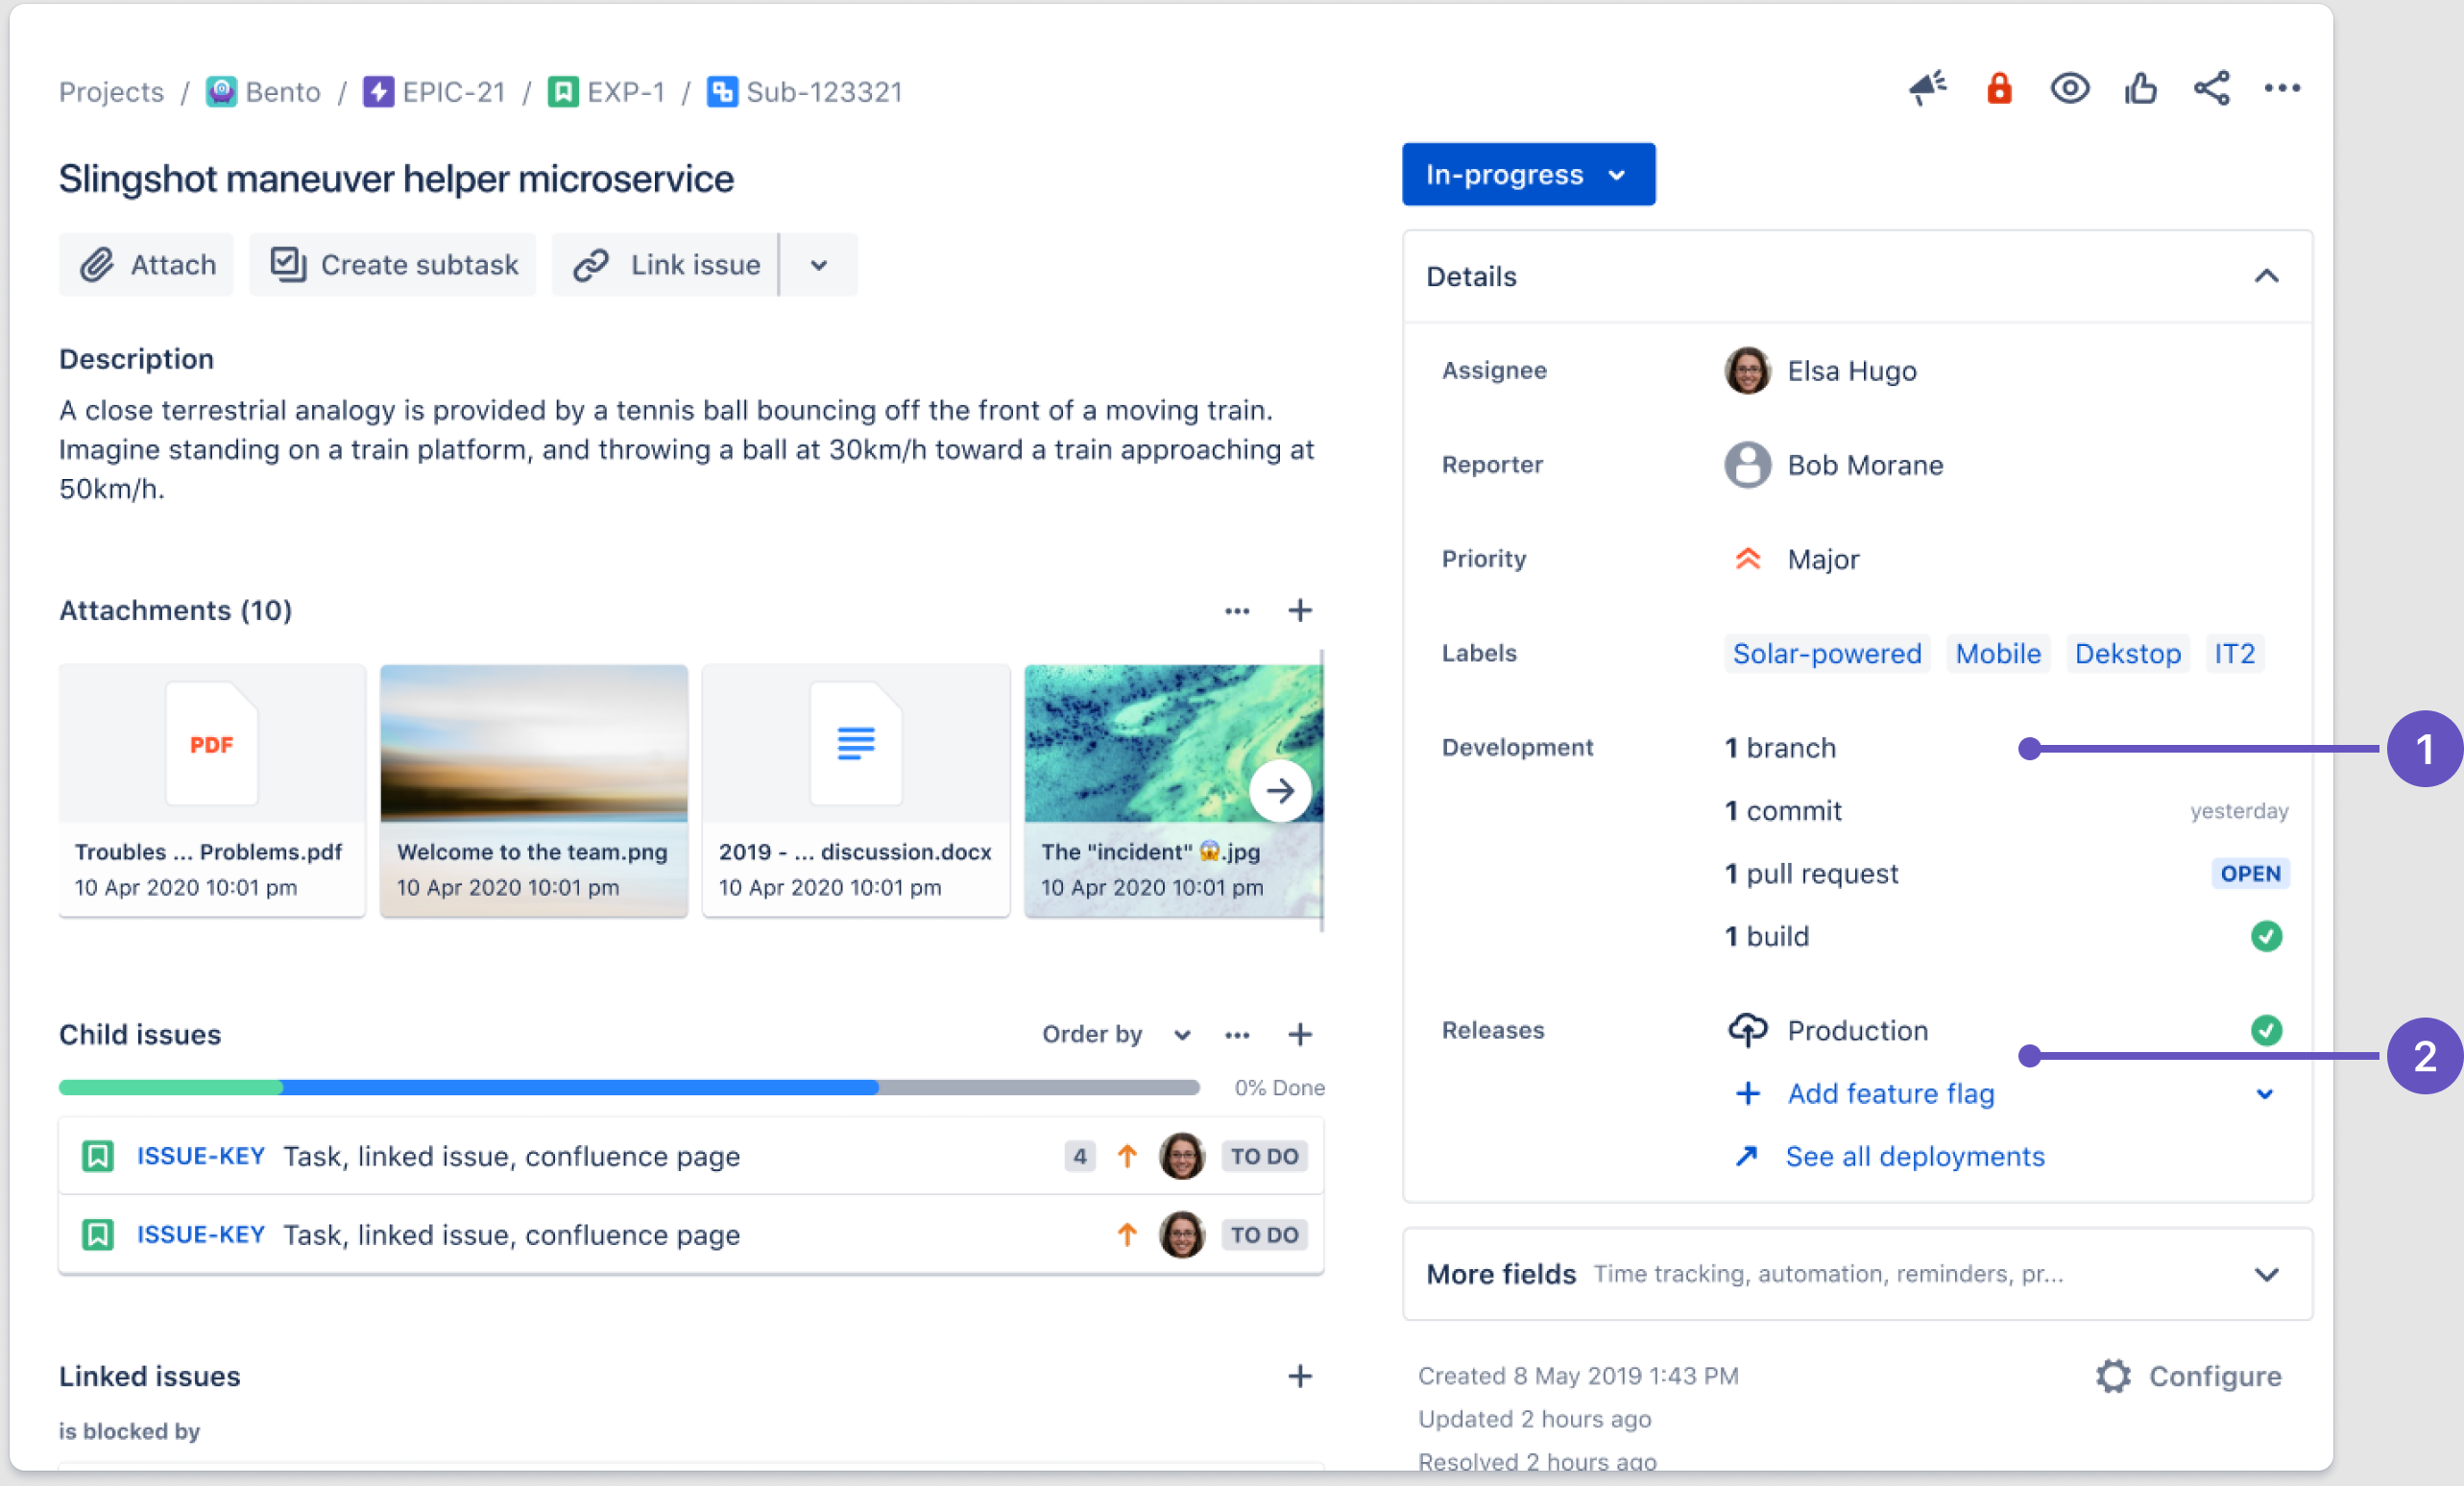 Projects / Bento / EPIC-21 / EXP-1 / Sub-123321
Slingshot maneuver helper microservice
Attach
Create subtask
Link issue
Description
A close terrestrial analogy is provided by a tennis ball bouncing off the front of a moving train.
Imagine standing on a train platform, and throwing a ball at 30km/h toward a train approaching at
50km/h.
Attachments (10)
PDF
Troubles ... Problems.pdf
10 Apr 2020 10:01 pm
Welcome to the team.png
10 Apr 2020 10:01 pm
2019 - ... discussion.docx
10 Apr 2020 10:01 pm
The "incident" 😱.jpg
10 Apr 2020 10:01 pm
Child issues
Order by
0% Done
ISSUE-KEY Task, linked issue, confluence page 4 TO DO
ISSUE-KEY Task, linked issue, confluence page TO DO
Linked issues
is blocked by
In-progress
Details
Assignee Elsa Hugo
Reporter Bob Morane
Priority Major
Labels Solar-powered Mobile Dekstop IT2
Development 1 branch
1 commit yesterday
1 pull request OPEN
1 build
Releases Production
Add feature flag
See all deployments
More fields Time tracking, automation, reminders, pr...
Created 8 May 2019 1:43 PM
Configure
Updated 2 hours ago
Resolved 2 hours ago
1
2